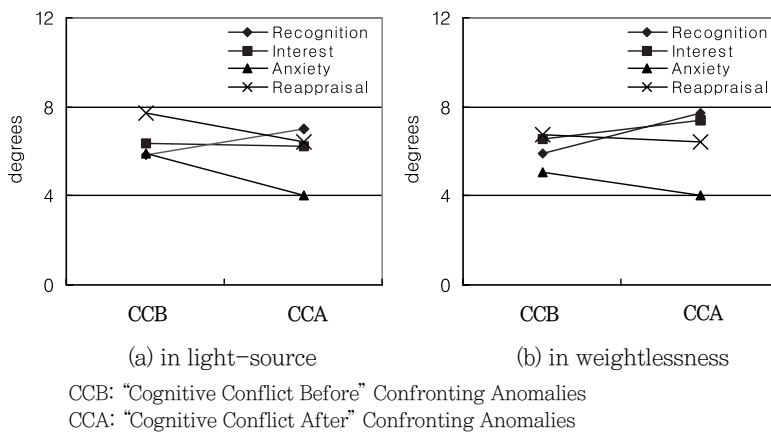 12
8
4
0
degrees
Recognition
Interest
Anxiety
Reappraisal
CCB CCA
(a) in light-source
12
8
4
0
degrees
Recognition
Interest
Anxiety
Reappraisal
CCB CCA
(b) in weightlessness
CCB: “Cognitive Conflict Before” Confronting Anomalies
CCA: “Cognitive Conflict After” Confronting Anomalies